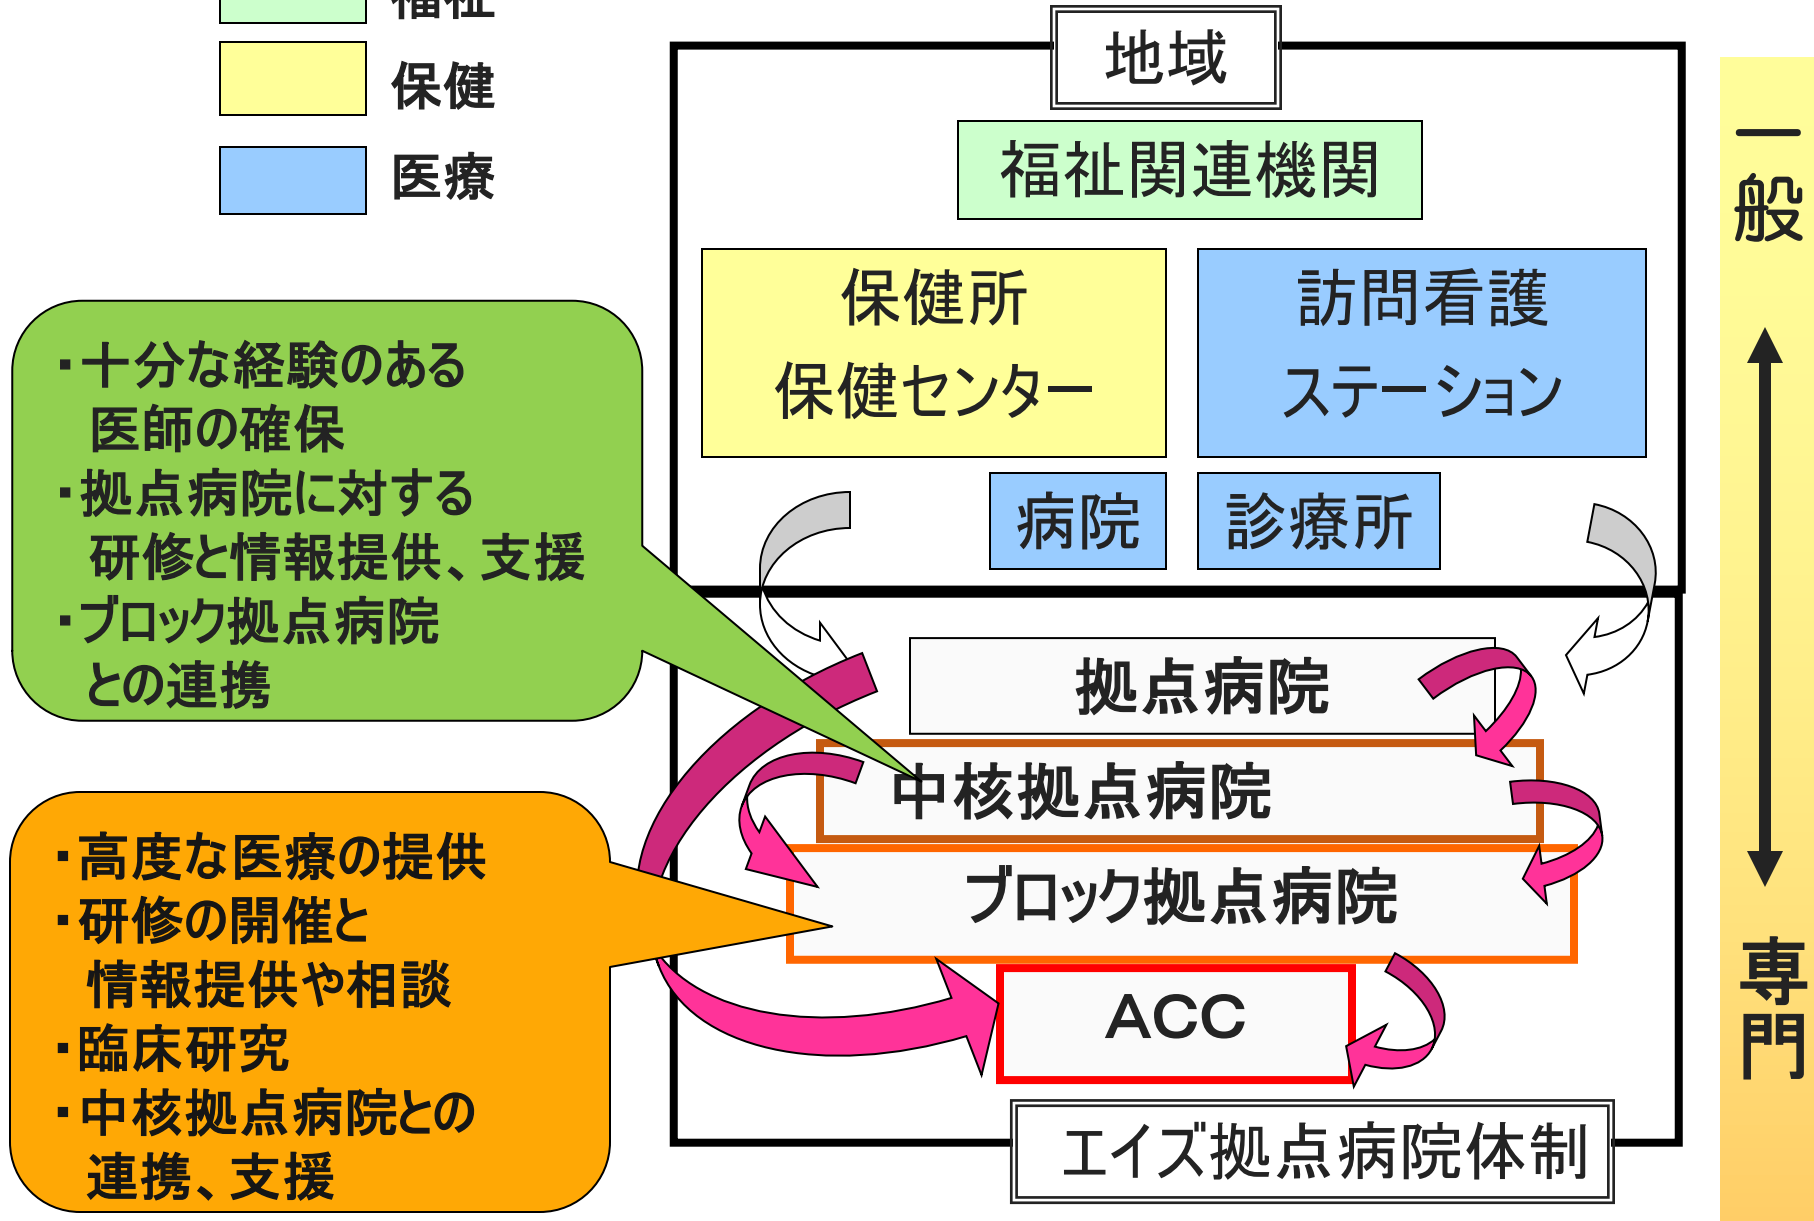 福祉
保健
医療
地域
福祉関連機関
保健所
保健センター
訪問看護
ステーション
病院
診療所
一般
専門
・十分な経験のある
医師の確保
・拠点病院に対する
研修と情報提供、支援
・ブロック拠点病院
との連携
拠点病院
中核拠点病院
ブロック拠点病院
ACC
エイズ拠点病院体制
・高度な医療の提供
・研修の開催と
情報提供や相談
・臨床研究
・中核拠点病院との
連携、支援